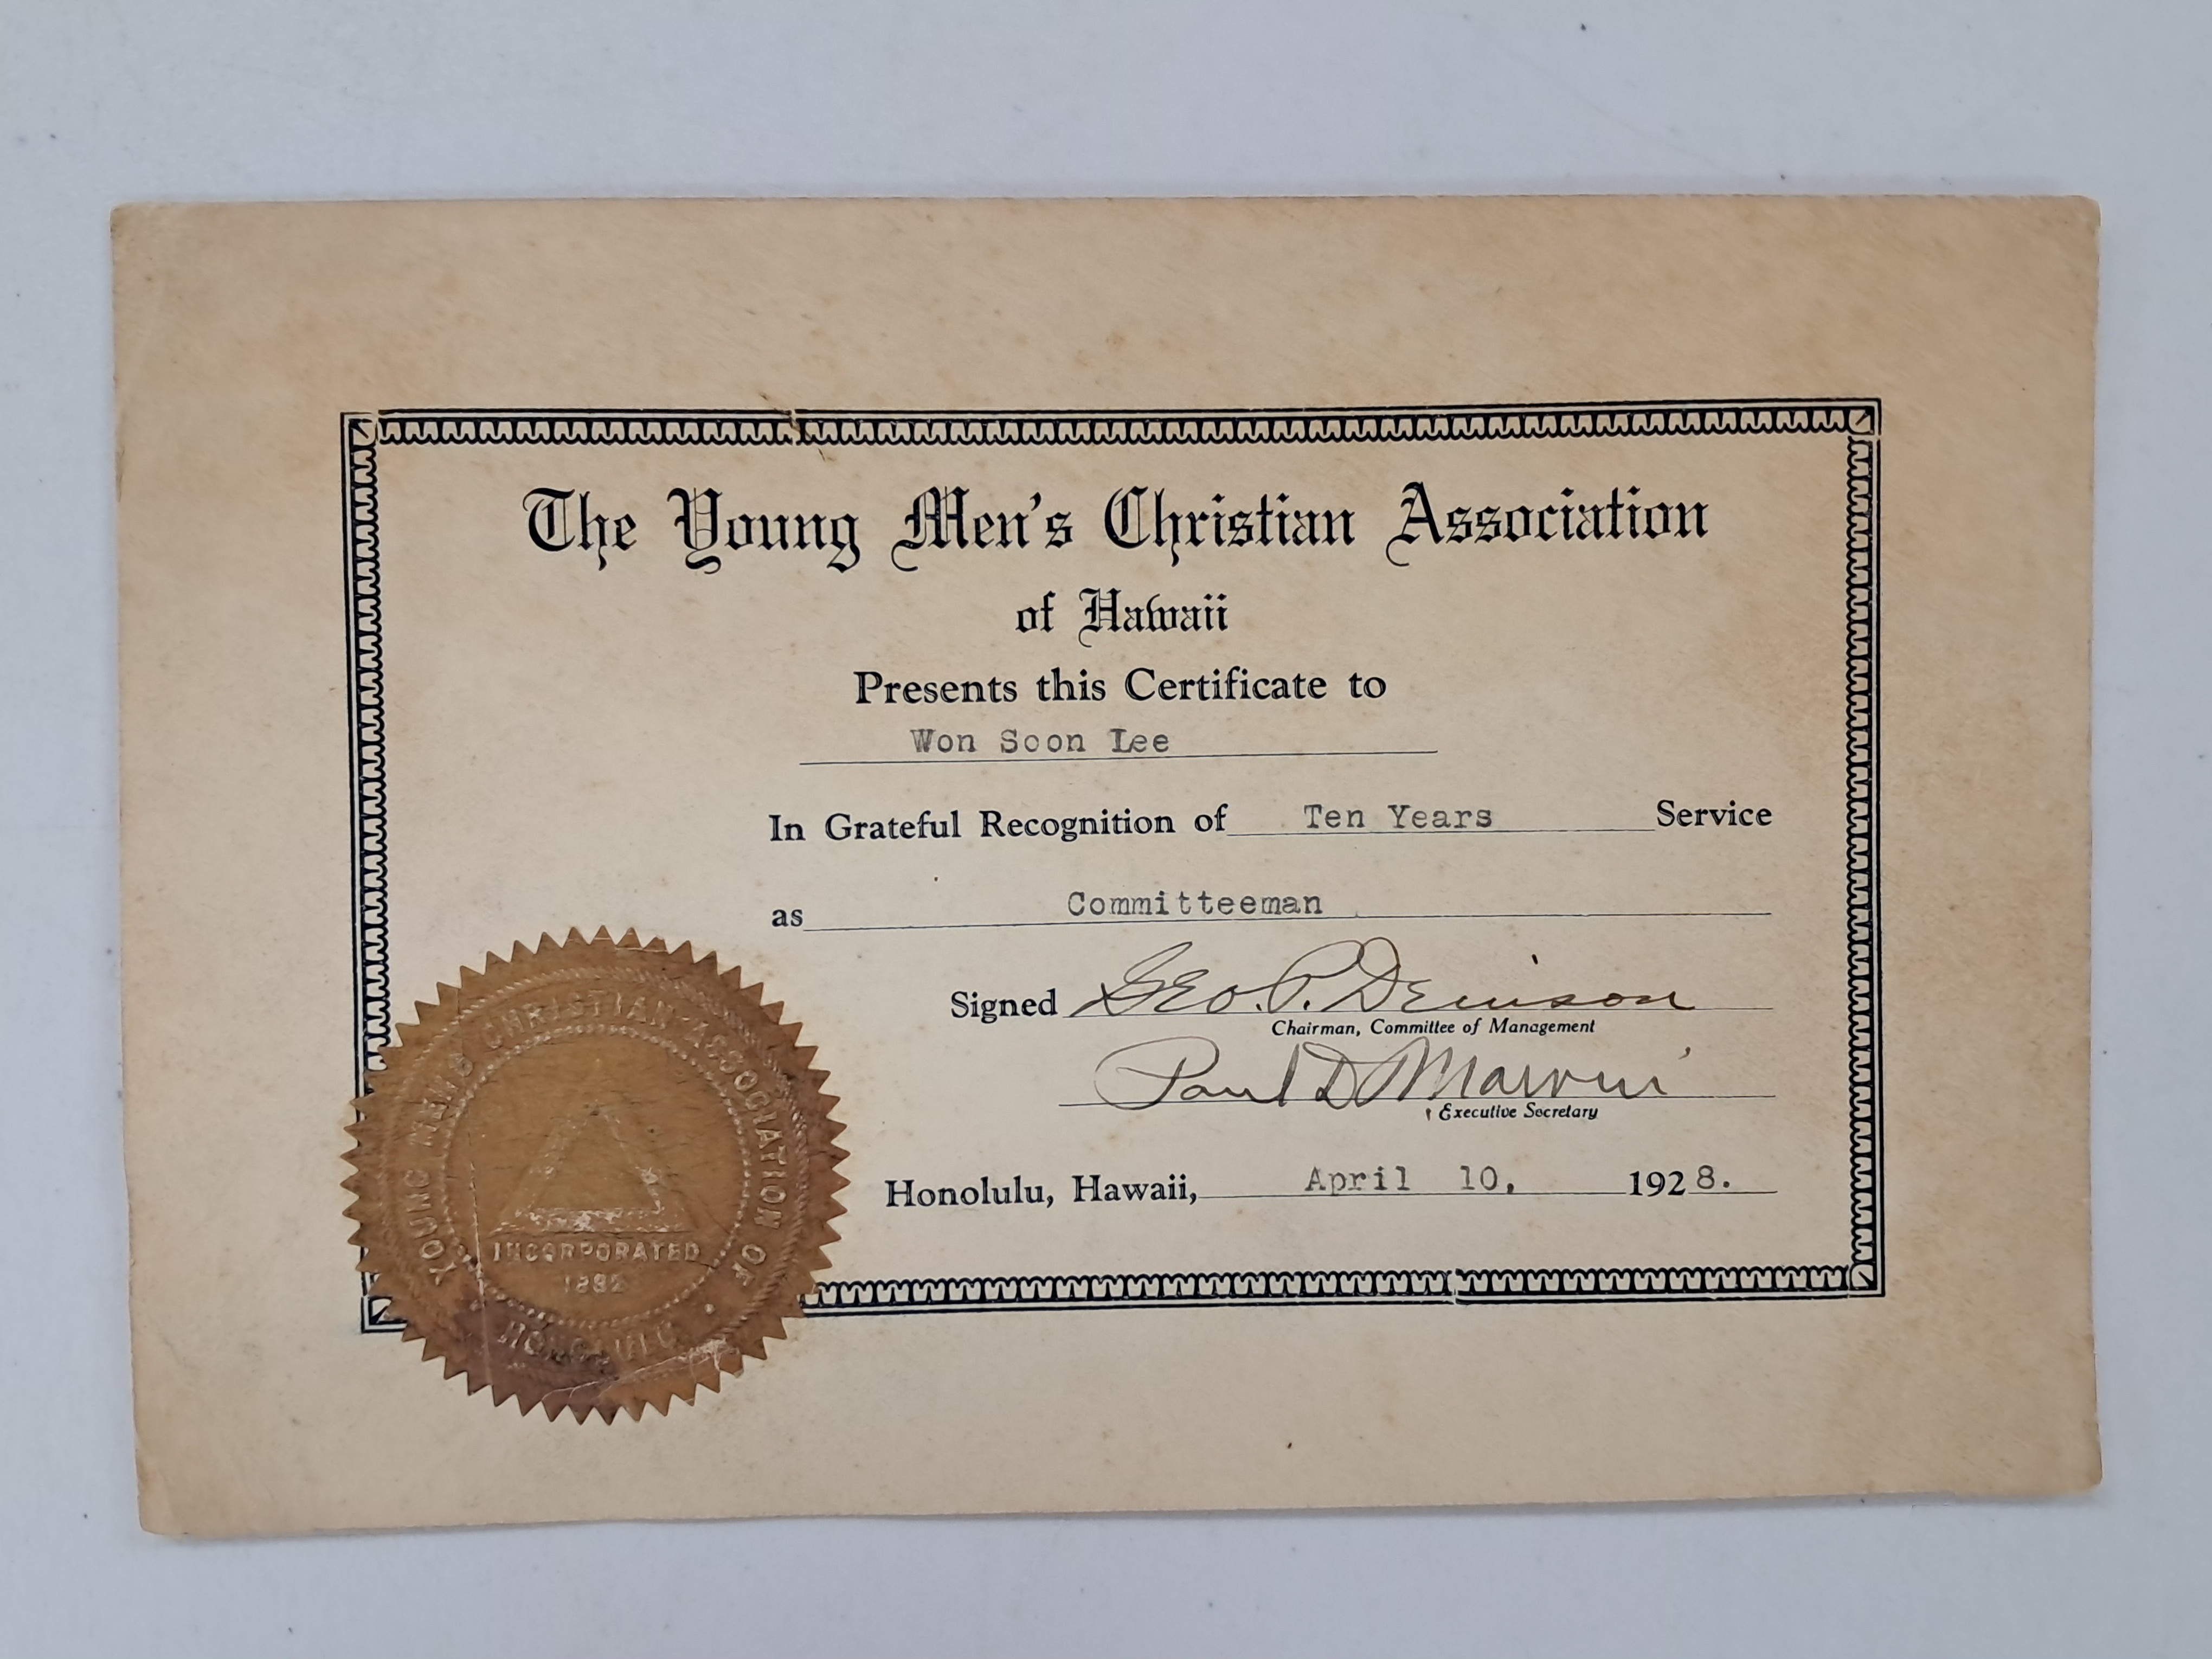 The Young Men's Christian Association
of Hawaii
Presents this Certificate to
Won Soon Lee
In Grateful Recognition of Ten Years Service
as Committeeman
Signed Geo. P. Denison
Chairman, Committee of Management
Paul D
Executive Secretary
Honolulu, Hawaii, April 10, 1928.
YOUNG MEN'S CHRISTIAN ASSOCIATION OF
HONOLULU
INCORPORATED
1882